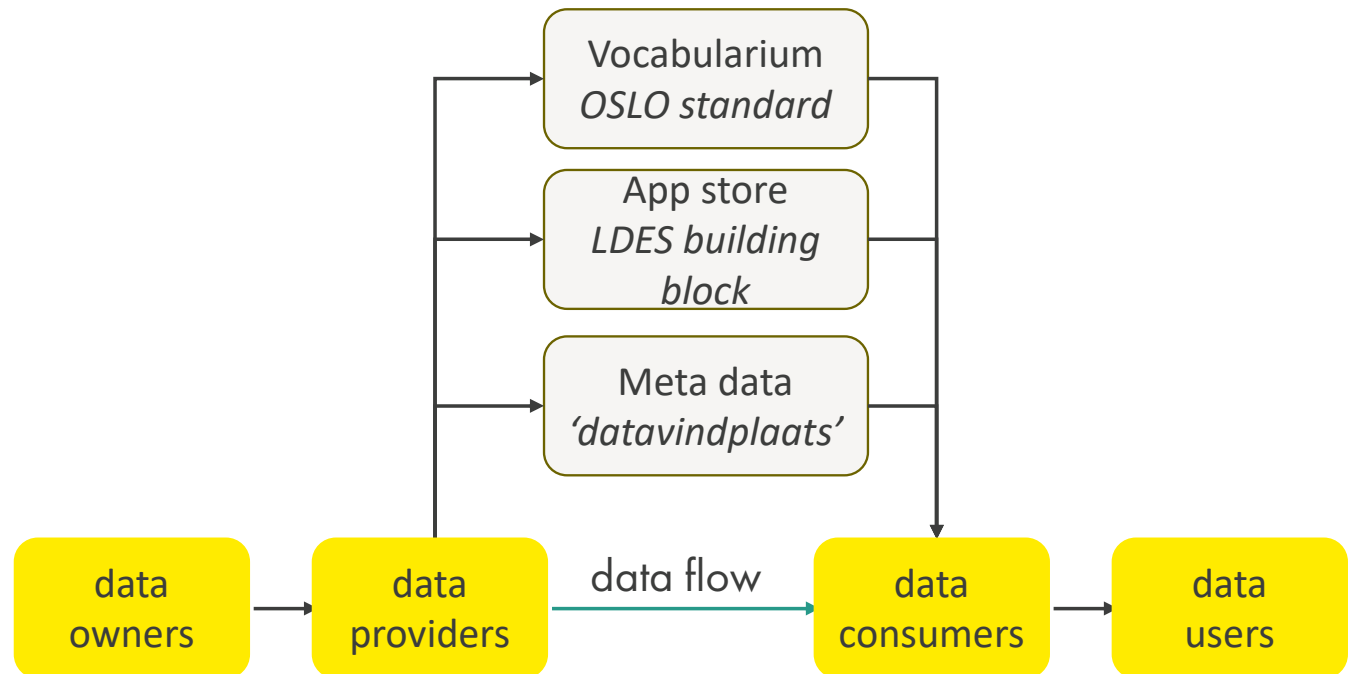 Vocabularium
OSLO standard
App store
LDES building
block
Meta data
‘datavindplaats’
data
owners
data
providers
data flow
data
consumers
data
users